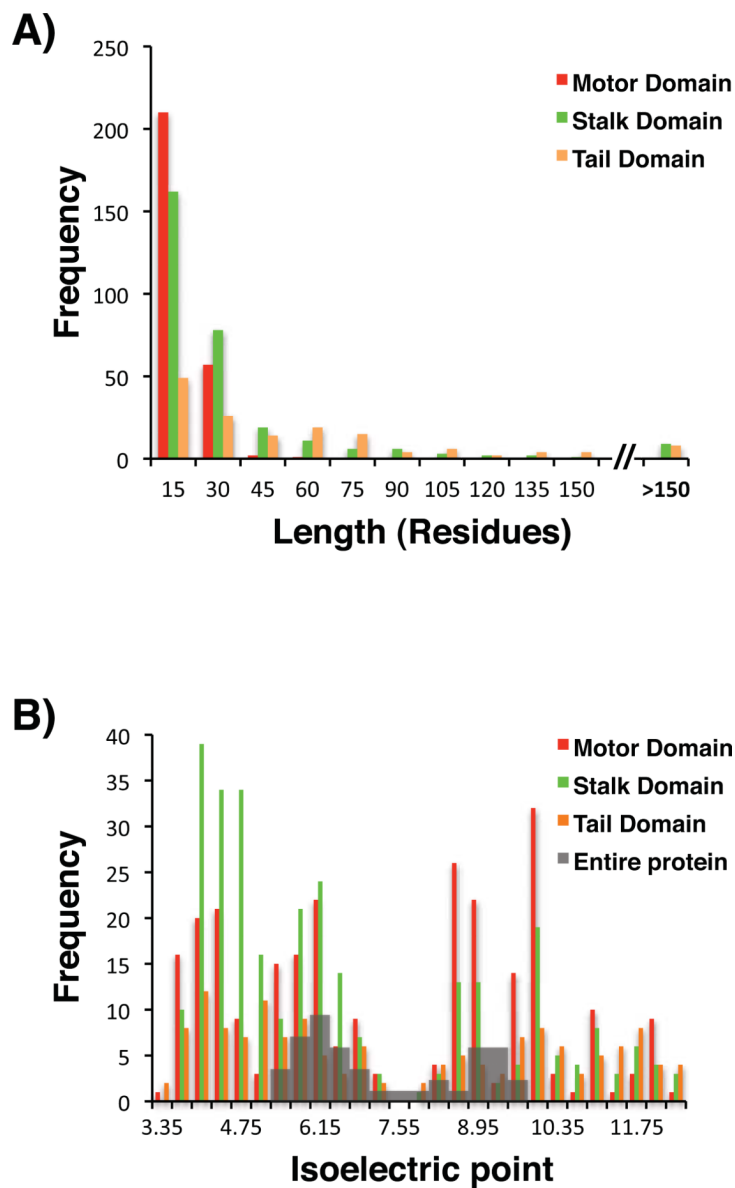 A)
250
200
150
100
50
0
Frequency
Motor Domain
Stalk Domain
Tail Domain
15 30 45 60 75 90 105 120 135 150 // >150
Length (Residues)
B)
40
35
30
25
20
15
10
5
0
Frequency
Motor Domain
Stalk Domain
Tail Domain
Entire protein
3.35 4.75 6.15 7.55 8.95 10.35 11.75
Isoelectric point